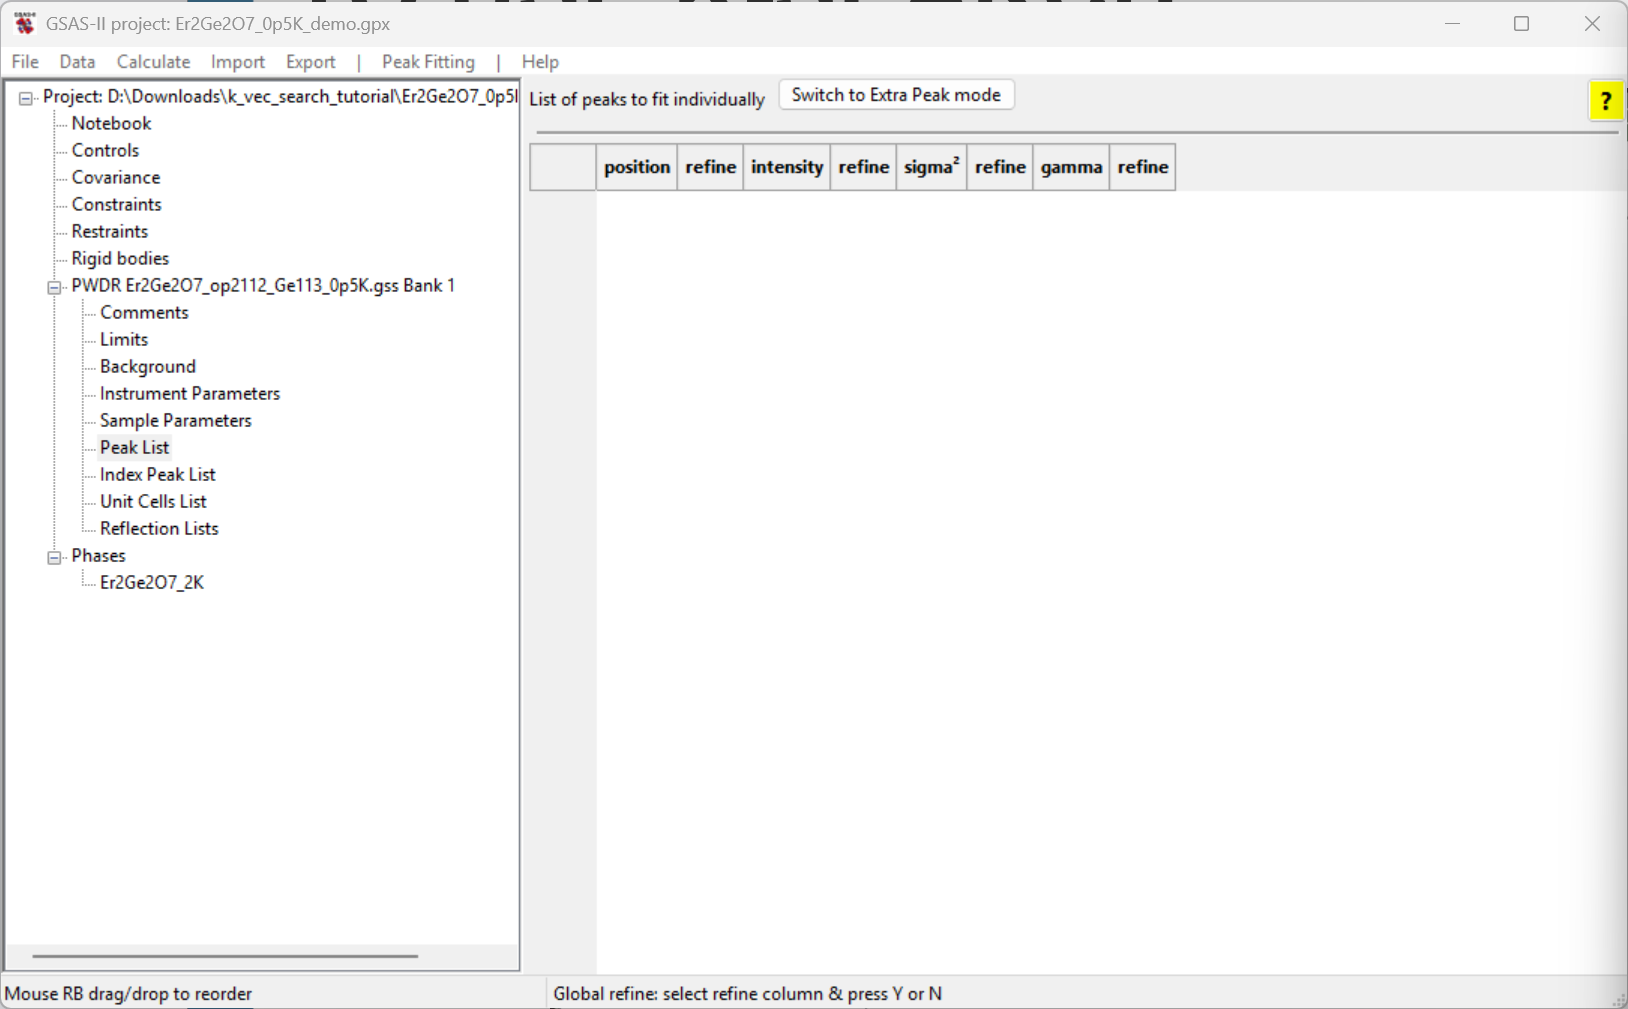 GSAS-II project: Er2Ge2O7_0p5K_demo.gpx
File Data Calculate Import Export | Peak Fitting | Help
Project: D:\Downloads\k_vec_search_tutorial\Er2Ge2O7_0p5
Notebook
Controls
Covariance
Constraints
Restraints
Rigid bodies
PWDR Er2Ge2O7_op2112_Ge113_0p5K.gss Bank 1
Comments
Limits
Background
Instrument Parameters
Sample Parameters
Peak List
Index Peak List
Unit Cells List
Reflection Lists
Phases
Er2Ge2O7_2K
List of peaks to fit individually Switch to Extra Peak mode
?
position refine intensity refine sigma² refine gamma refine
Mouse RB drag/drop to reorder
Global refine: select refine column & press Y or N